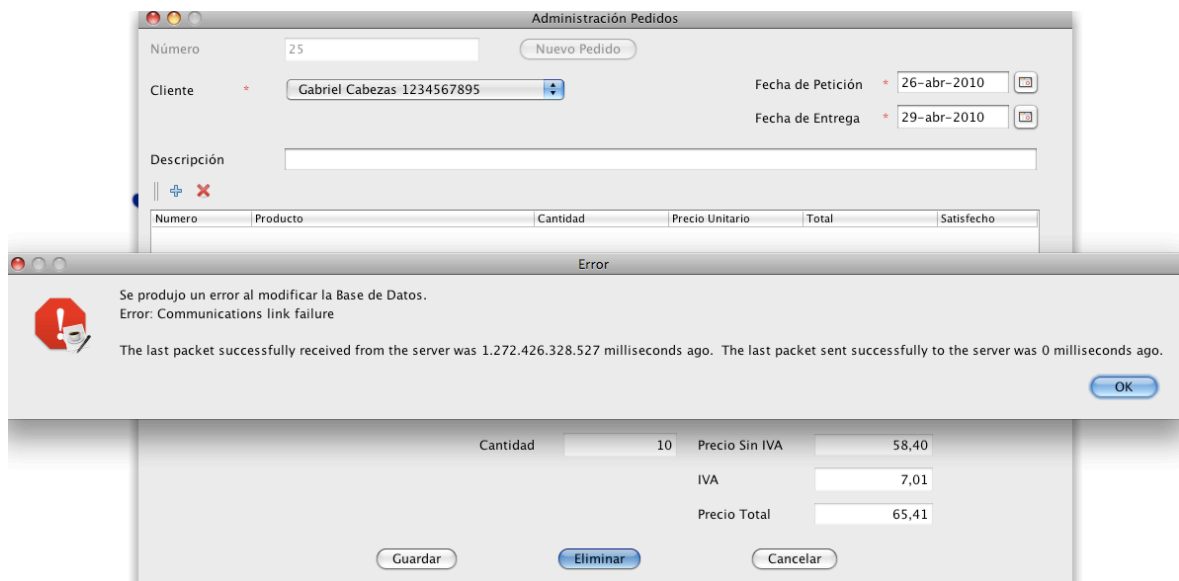 Administración Pedidos
Número 25 Nuevo Pedido
Cliente * Gabriel Cabezas 1234567895 Fecha de Petición * 26-abr-2010
Fecha de Entrega * 29-abr-2010
Descripción
Numero Producto Cantidad Precio Unitario Total Satisfecho
Error
Se produjo un error al modificar la Base de Datos.
Error: Communications link failure
The last packet successfully received from the server was 1.272.426.328.527 milliseconds ago.  The last packet sent successfully to the server was 0 milliseconds ago.
OK
Cantidad 10 Precio Sin IVA 58,40
IVA 7,01
Precio Total 65,41
Guardar Eliminar Cancelar